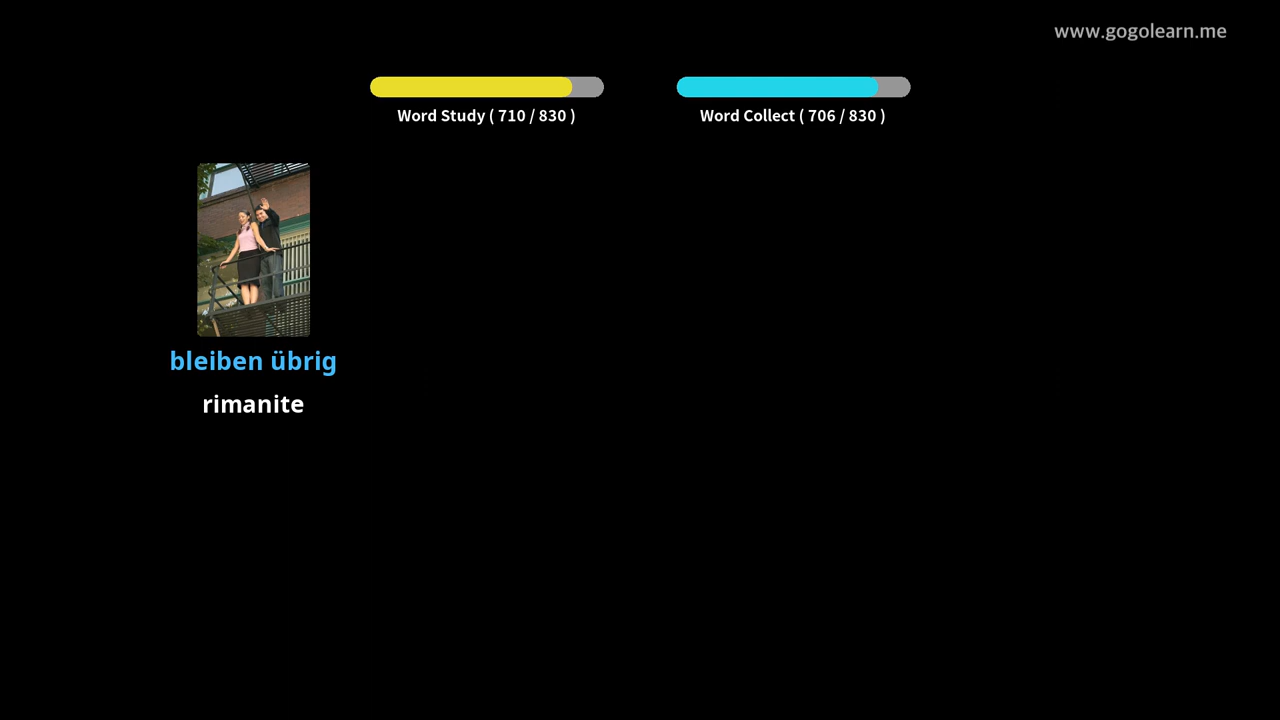 www.gogolearn.me
Word Study ( 710 / 830 )
Word Collect ( 706 / 830 )
bleiben übrig
rimanite